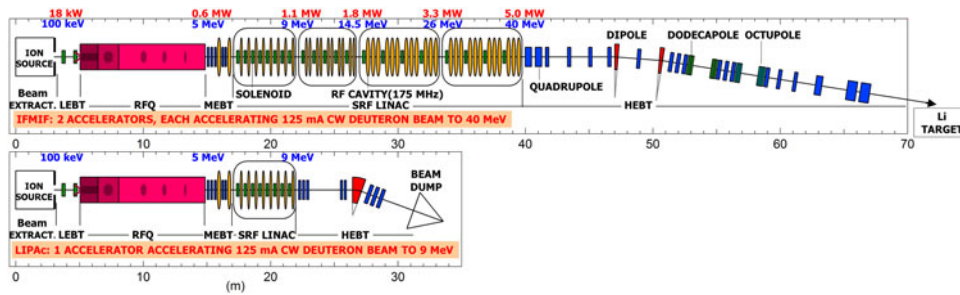 18 kW 0.6 MW 1.1 MW 1.8 MW 3.3 MW 5.0 MW
100 keV 5 MeV 9 MeV 14.5 MeV 26 MeV 40 MeV
ION SOURCE
DIPOLE DODECAPOLE OCTUPOLE
Beam
SOLENOID RF CAVITY(175 MHz) QUADRUPOLE
EXTRACT. LEBT RFQ MEBT SRF LINAC HEBT
Li TARGET
IFMIF: 2 ACCELERATORS, EACH ACCELERATING 125 mA CW DEUTERON BEAM TO 40 MeV
0 10 20 30 40 50 60 70
100 keV 5 MeV 9 MeV
ION SOURCE
BEAM DUMP
Beam
EXTRACT. LEBT RFQ MEBT SRF LINAC HEBT
LIPAc: 1 ACCELERATOR ACCELERATING 125 mA CW DEUTERON BEAM TO 9 MeV
0 10 20 30
(m)